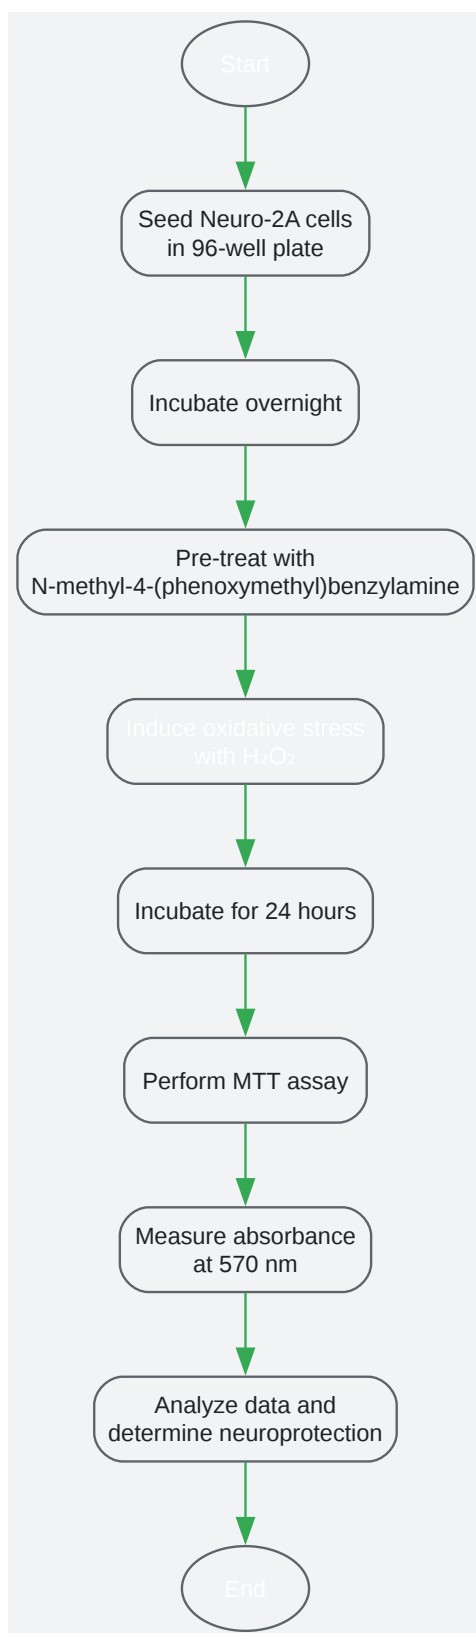 Start
Seed Neuro-2A cells
in 96-well plate
Incubate overnight
Pre-treat with
N-methyl-4-(phenoxymethyl)benzylamine
Induce oxidative stress
with H₂O₂
Incubate for 24 hours
Perform MTT assay
Measure absorbance
at 570 nm
Analyze data and
determine neuroprotection
End